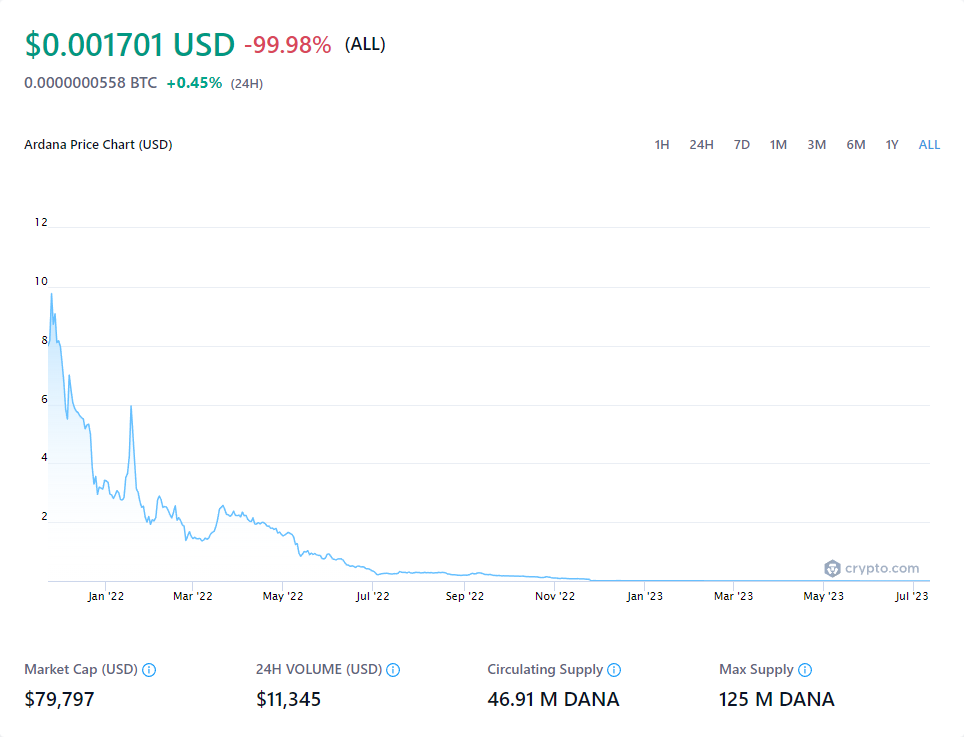 $0.001701 USD -99.98% (ALL)
0.0000000558 BTC +0.45% (24H)
Ardana Price Chart (USD) 1H 24H 7D 1M 3M 6M 1Y ALL
12
10
8
6
4
2
crypto.com
Jan '22 Mar '22 May '22 Jul '22 Sep '22 Nov '22 Jan '23 Mar '23 May '23 Jul '23
Market Cap (USD) 24H VOLUME (USD) Circulating Supply Max Supply
$79,797 $11,345 46.91 M DANA 125 M DANA